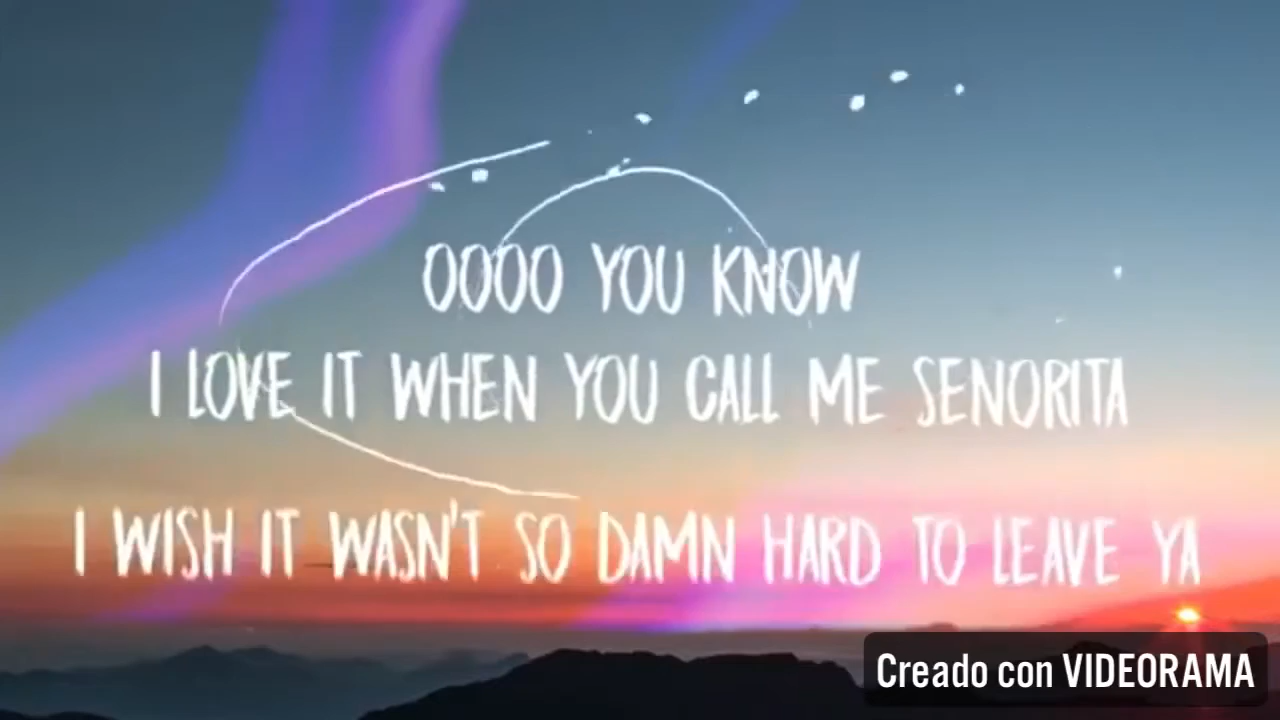 OOOO YOU KNOW
I LOVE IT WHEN YOU CALL ME SENORITA
I WISH IT WASN'T SO DAMN HARD TO LEAVE YA
Creado con VIDEORAMA